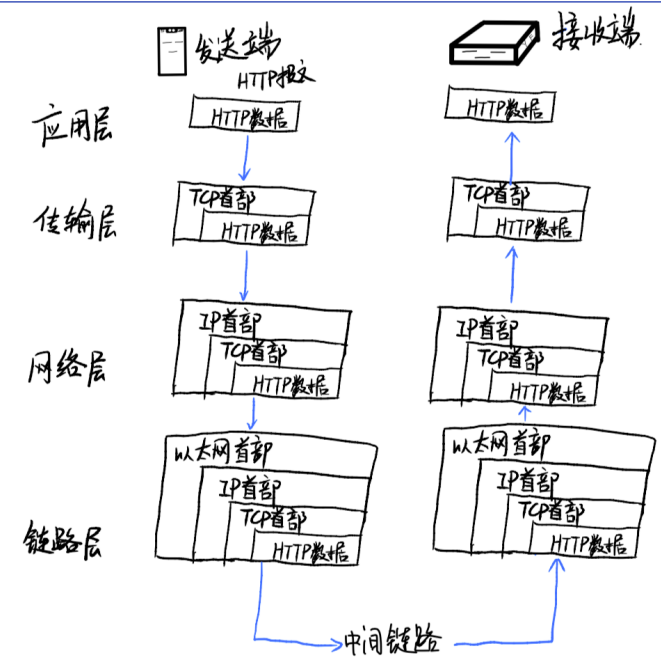 发送端
接收端
HTTP报文
应用层
HTTP数据
HTTP数据
传输层
TCP首部
HTTP数据
TCP首部
HTTP数据
网络层
IP首部
TCP首部
HTTP数据
IP首部
TCP首部
HTTP数据
链路层
以太网首部
IP首部
TCP首部
HTTP数据
以太网首部
IP首部
TCP首部
HTTP数据
中间链路